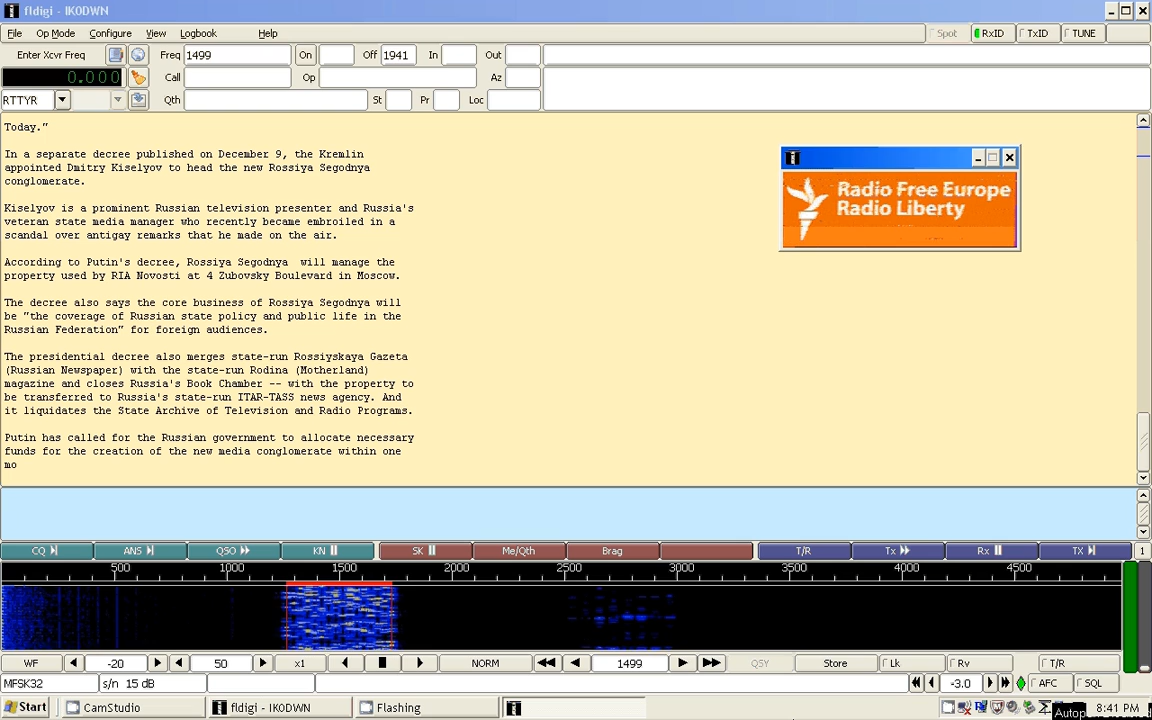 fldigi - IK0DWN
File Op Mode Configure View Logbook Help Spot RxID TxID TUNE
Enter Xcvr Freq Freq 1499 On Off 1941 In Out
0.000 Call Op Az
RTTYR Qth St Pr Loc
Today."
In a separate decree published on December 9, the Kremlin
appointed Dmitry Kiselyov to head the new Rossiya Segodnya
conglomerate.
Kiselyov is a prominent Russian television presenter and Russia's
veteran state media manager who recently became embroiled in a
scandal over antigay remarks that he made on the air.
According to Putin's decree, Rossiya Segodnya  will manage the
property used by RIA Novosti at 4 Zubovsky Boulevard in Moscow.
The decree also says the core business of Rossiya Segodnya will
be "the coverage of Russian state policy and public life in the
Russian Federation" for foreign audiences.
The presidential decree also merges state-run Rossiyskaya Gazeta
(Russian Newspaper) with the state-run Rodina (Motherland)
magazine and closes Russia's Book Chamber -- with the property to
be transferred to Russia's state-run ITAR-TASS news agency. And
it liquidates the State Archive of Television and Radio Programs.
Putin has called for the Russian government to allocate necessary
funds for the creation of the new media conglomerate within one
mo
Radio Free Europe
Radio Liberty
CQ ANS QSO KN SK Me/Qth Brag T/R Tx Rx TX 1
500 1000 1500 2000 2500 3000 3500 4000 4500
WF -20 50 x1 NORM 1499 QSY Store Lk Rv T/R
MFSK32 s/n 15 dB -3.0 AFC SQL
Start CamStudio fldigi - IK0DWN Flashing 8:41 PM